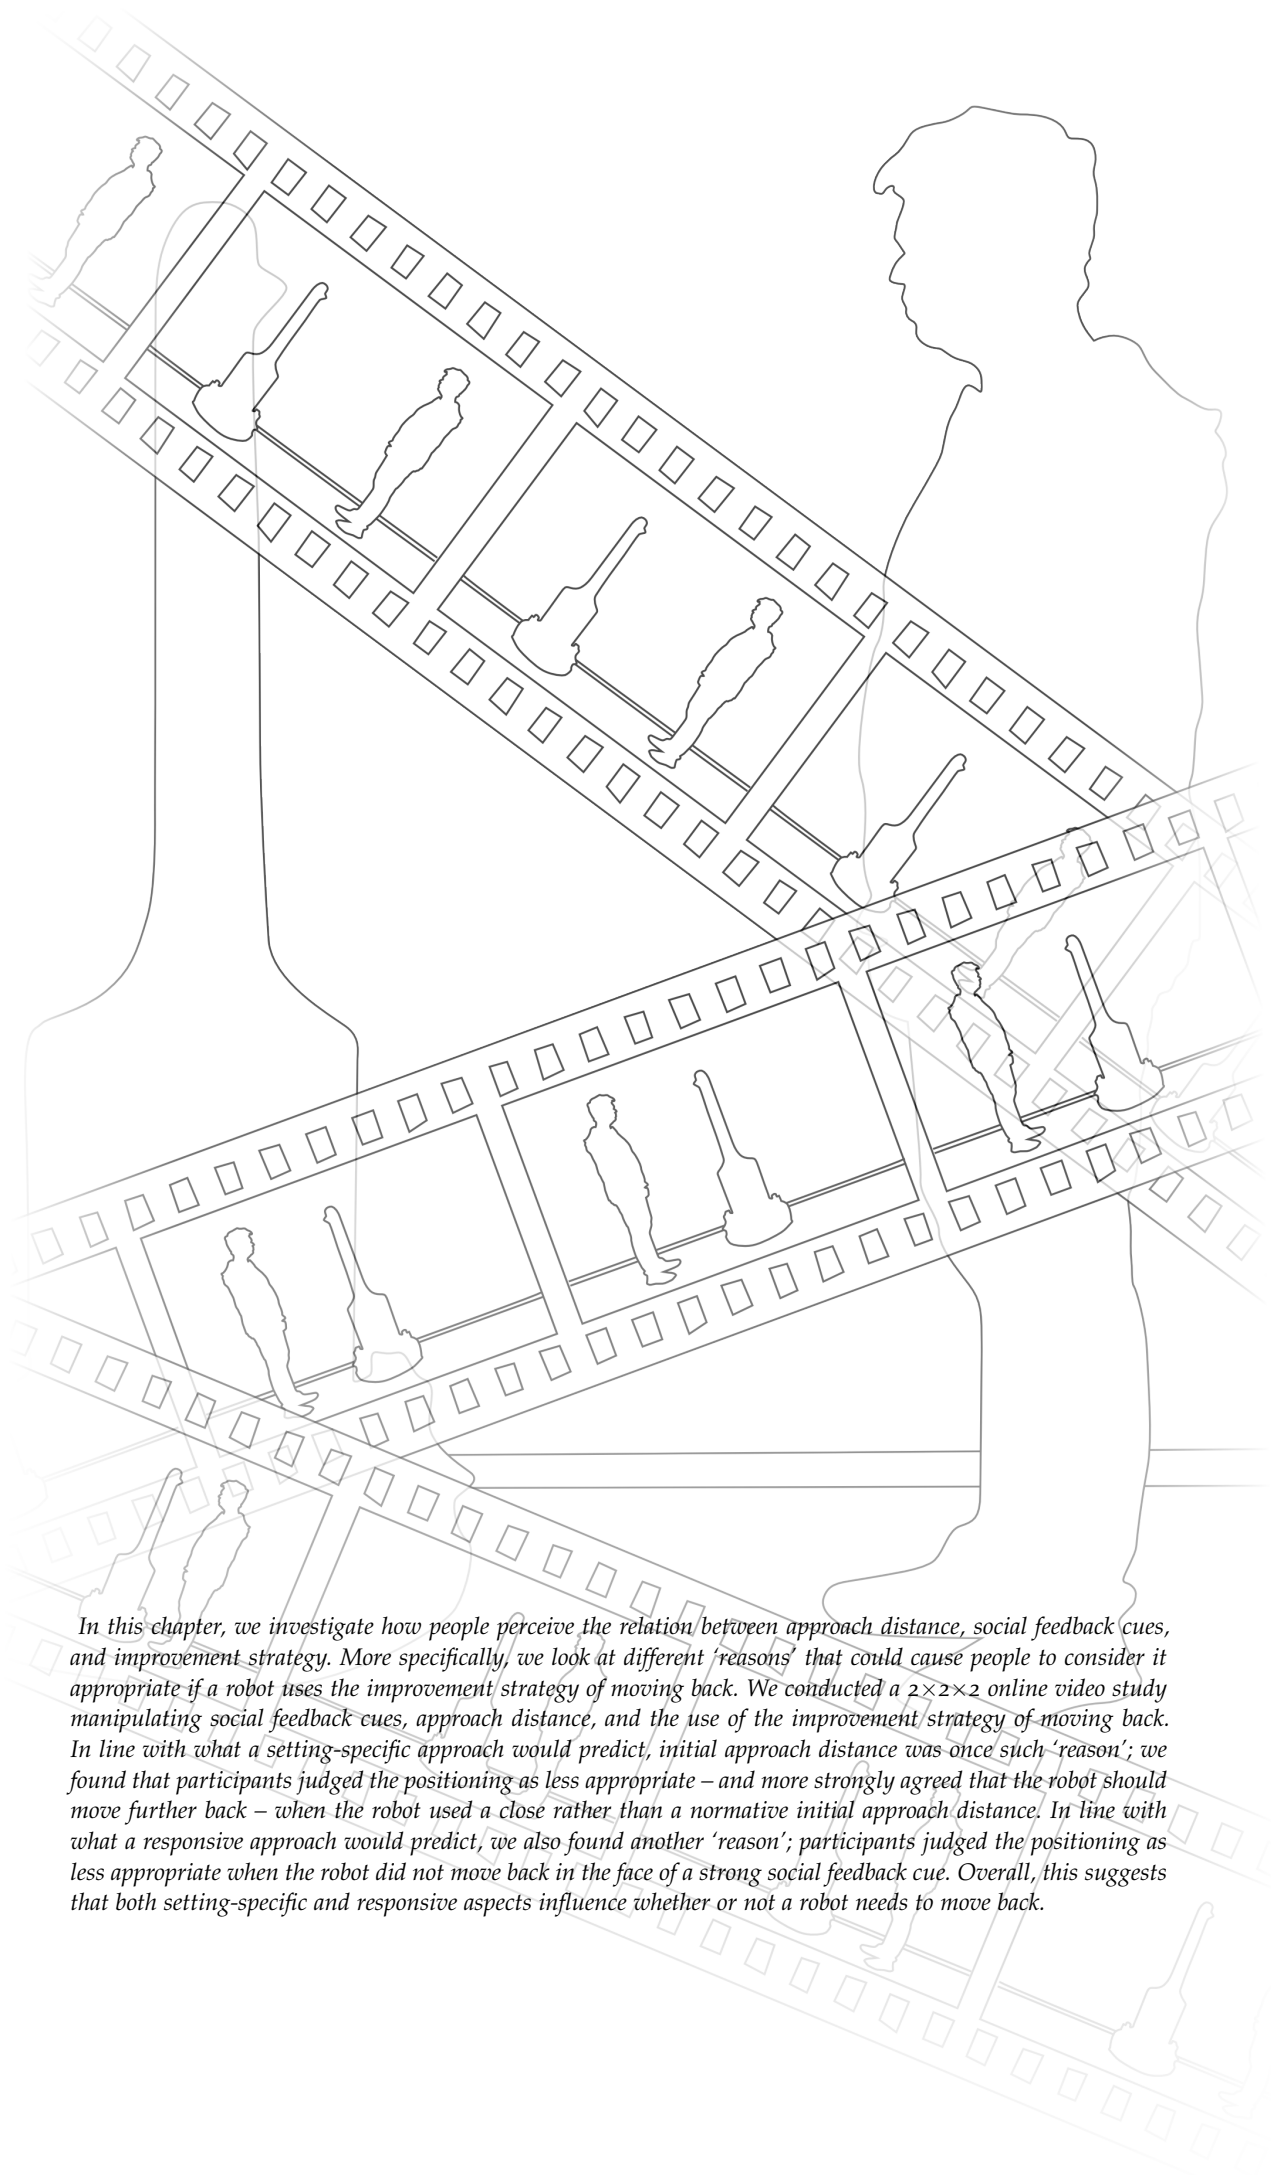 In this chapter, we investigate how people perceive the relation between approach distance, social feedback cues,
and improvement strategy. More specifically, we look at different ‘reasons’ that could cause people to consider it
appropriate if a robot uses the improvement strategy of moving back. We conducted a 2×2×2 online video study
manipulating social feedback cues, approach distance, and the use of the improvement strategy of moving back.
In line with what a setting-specific approach would predict, initial approach distance was once such ‘reason’; we
found that participants judged the positioning as less appropriate – and more strongly agreed that the robot should
move further back – when the robot used a close rather than a normative initial approach distance. In line with
what a responsive approach would predict, we also found another ‘reason’; participants judged the positioning as
less appropriate when the robot did not move back in the face of a strong social feedback cue. Overall, this suggests
that both setting-specific and responsive aspects influence whether or not a robot needs to move back.